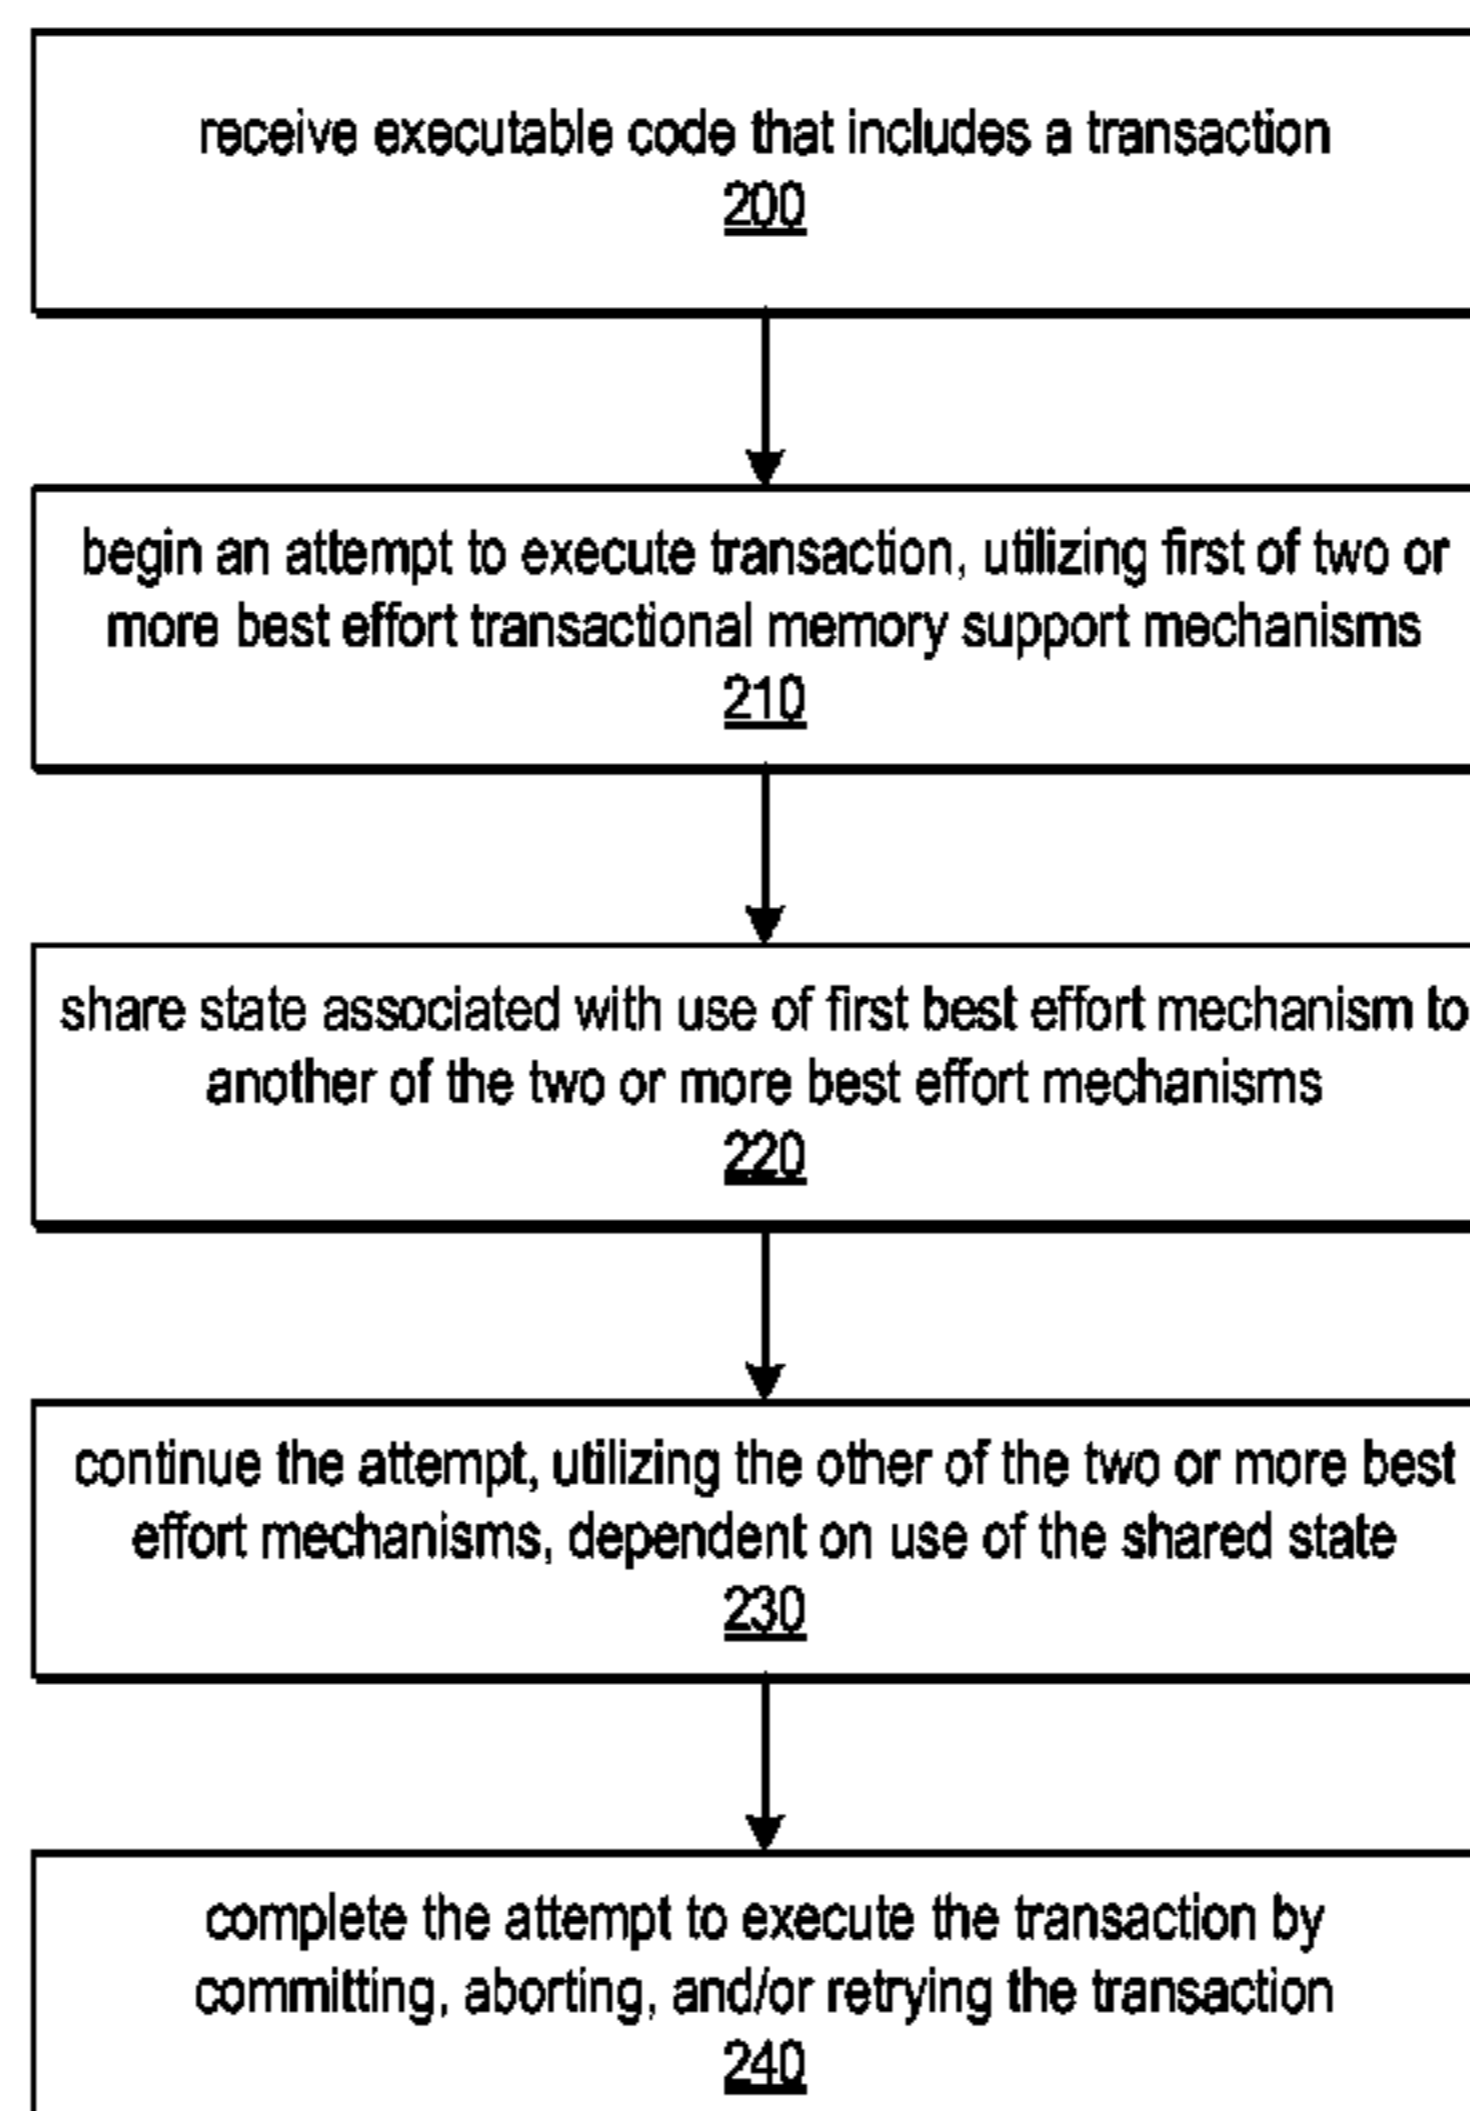 receive executable code that includes a transaction
200
begin an attempt to execute transaction, utilizing first of two or
more best effort transactional memory support mechanisms
210
share state associated with use of first best effort mechanism to
another of the two or more best effort mechanisms
220
continue the attempt, utilizing the other of the two or more best
effort mechanisms, dependent on use of the shared state
230
complete the attempt to execute the transaction by
committing, aborting, and/or retrying the transaction
240